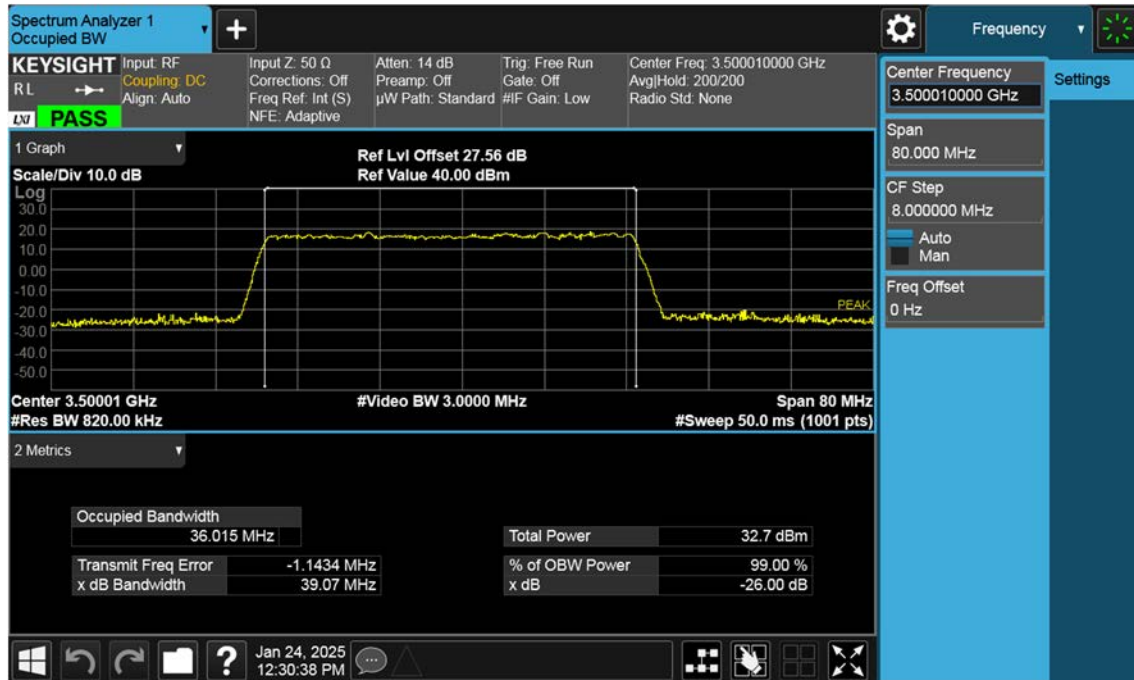 Spectrum Analyzer 1
Occupied BW
+
Frequency
KEYSIGHT
RL
LXI PASS
Input: RF
Coupling: DC
Align: Auto
Input Z: 50 Ω
Corrections: Off
Freq Ref: Int (S)
NFE: Adaptive
Atten: 14 dB
Preamp: Off
µW Path: Standard
Trig: Free Run
Gate: Off
#IF Gain: Low
Center Freq: 3.500010000 GHz
Avg|Hold: 200/200
Radio Std: None
1 Graph
Scale/Div 10.0 dB
Ref Lvl Offset 27.56 dB
Ref Value 40.00 dBm
Log
30.0
20.0
10.0
0.00
-10.0
-20.0
-30.0
-40.0
-50.0
PEAK
Center 3.50001 GHz
#Video BW 3.0000 MHz
Span 80 MHz
#Res BW 820.00 kHz
#Sweep 50.0 ms (1001 pts)
2 Metrics
Occupied Bandwidth
36.015 MHz
Total Power 32.7 dBm
Transmit Freq Error -1.1434 MHz
% of OBW Power 99.00 %
x dB Bandwidth 39.07 MHz
x dB -26.00 dB
Center Frequency
3.500010000 GHz
Settings
Span
80.000 MHz
CF Step
8.000000 MHz
Auto
Man
Freq Offset
0 Hz
?
Jan 24, 2025
12:30:38 PM